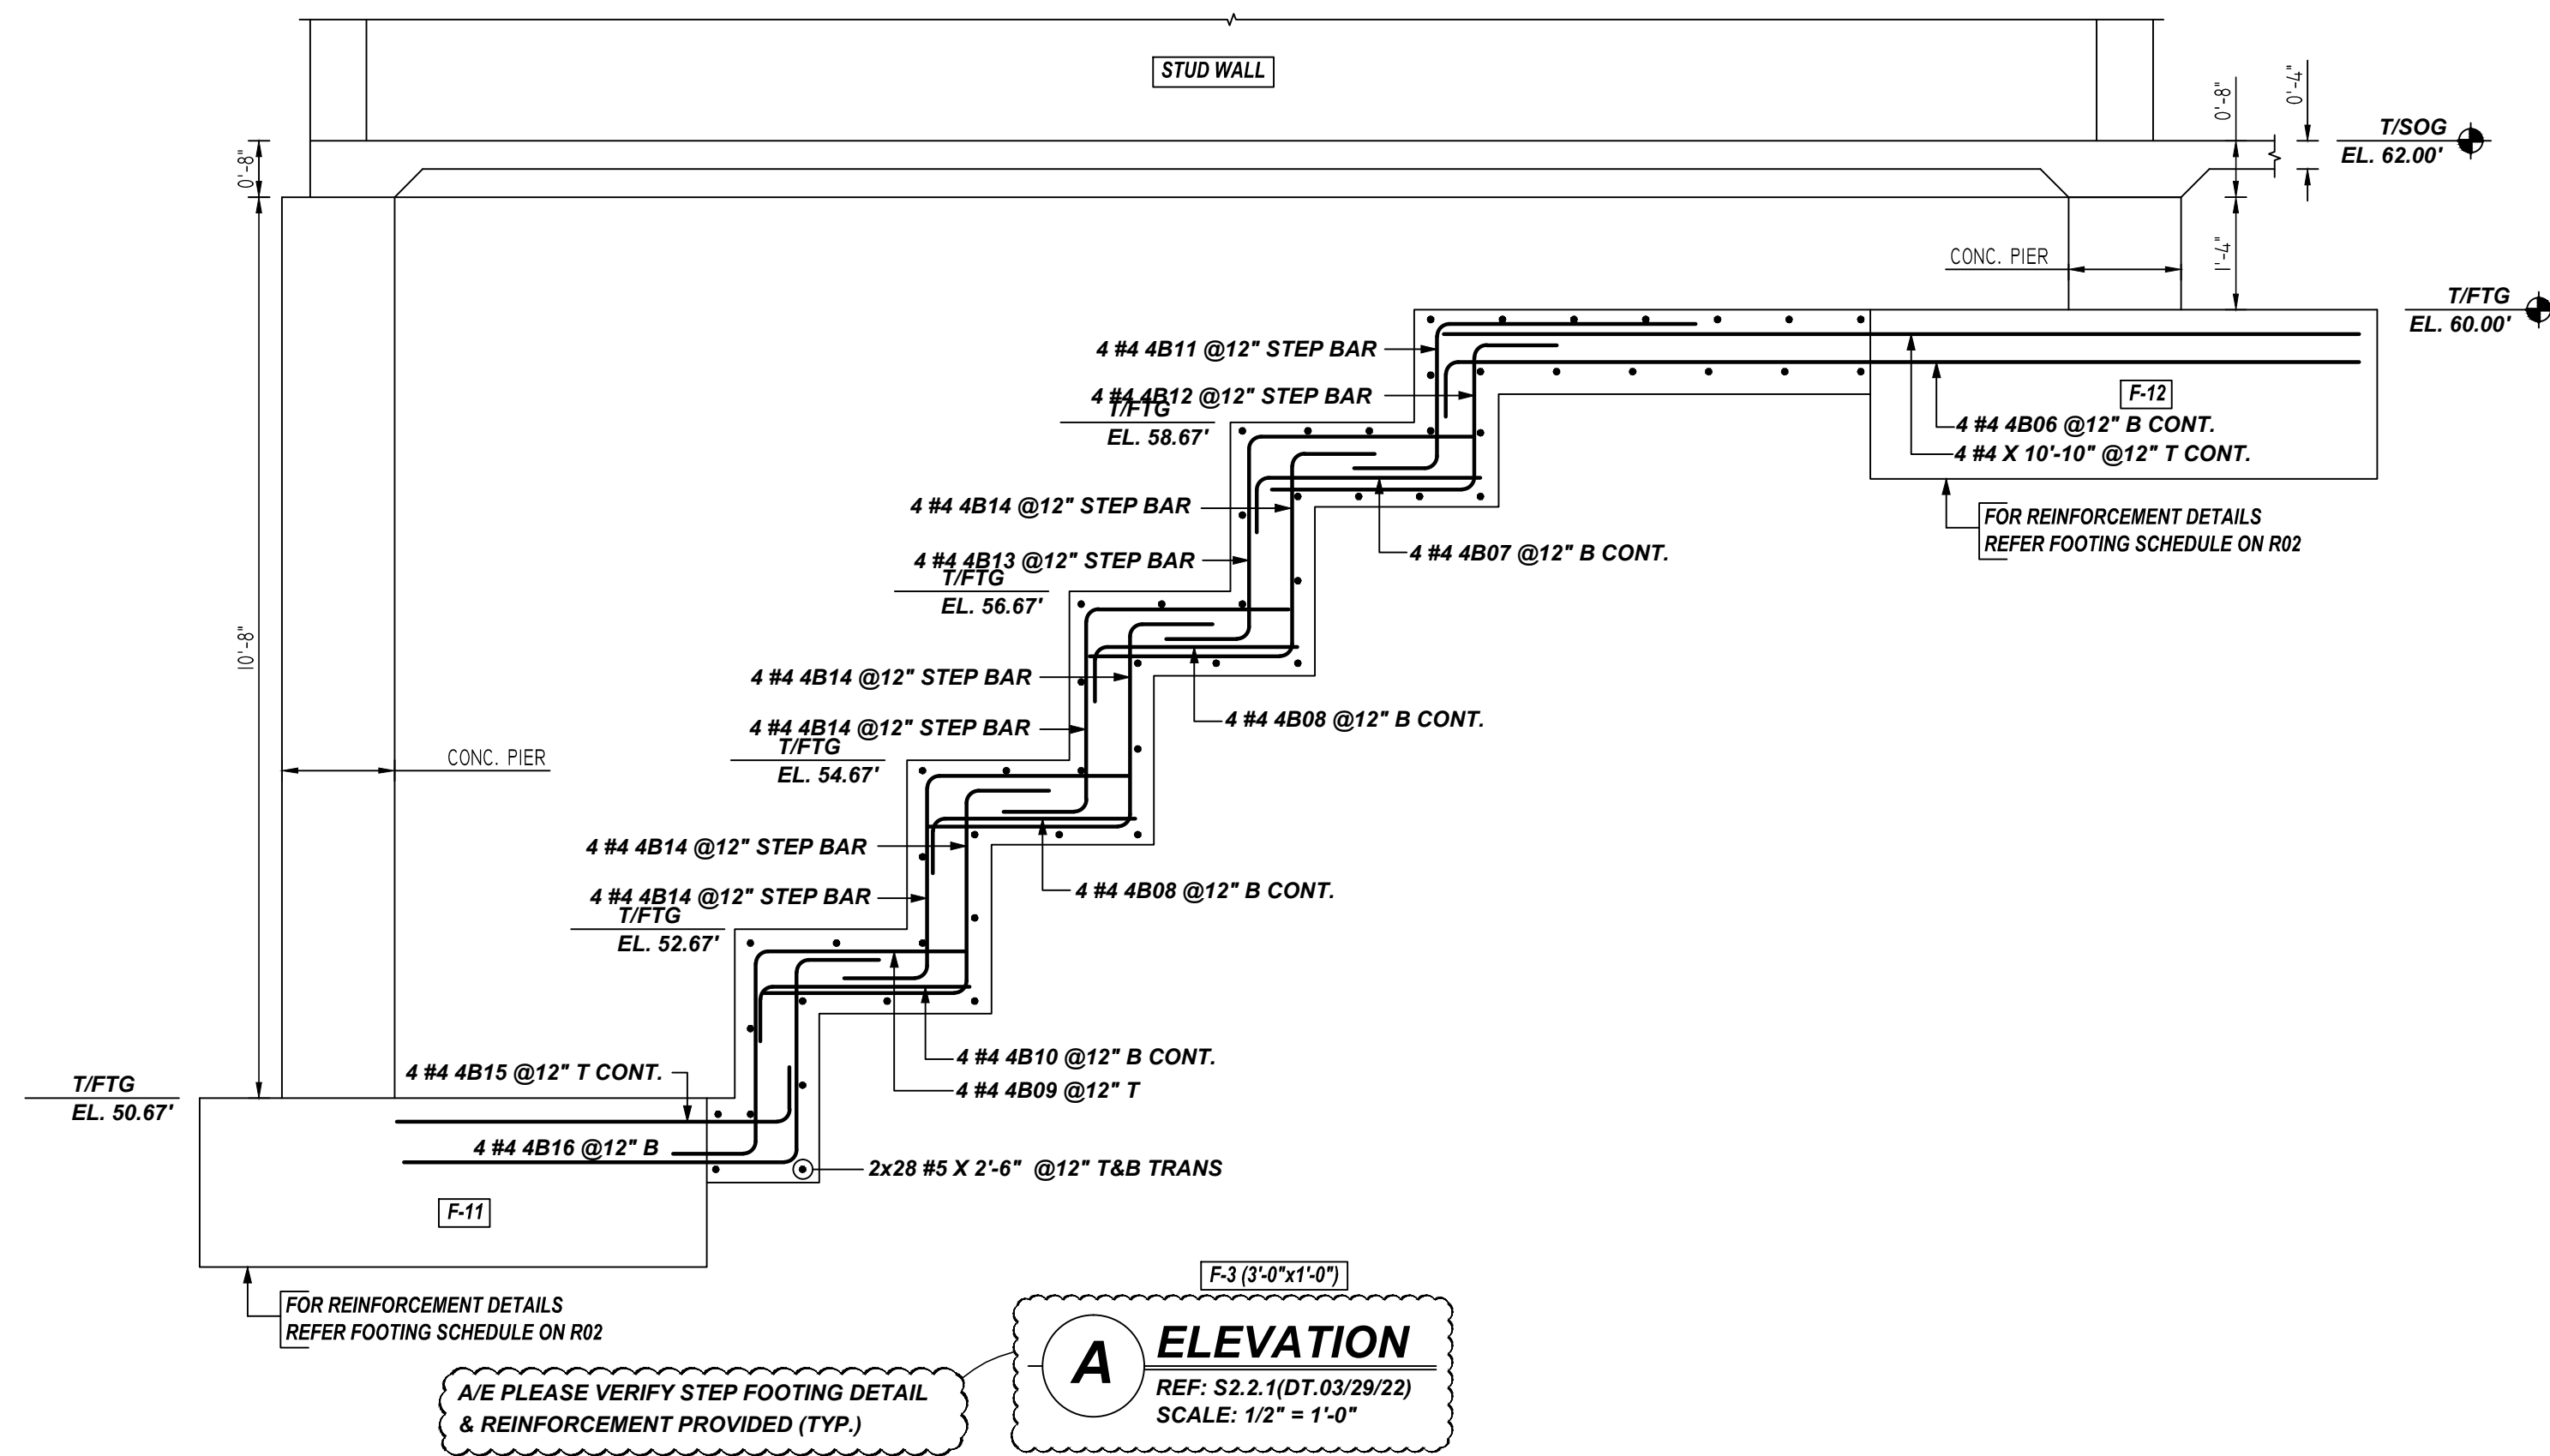 STUD WALL
0'-8"
0'-8"
0'-4"
T/SOG
EL. 62.00'
CONC. PIER
1'-4"
T/FTG
EL. 60.00'
4 #4 4B11 @12" STEP BAR
4 #4 4B12 @12" STEP BAR
T/FTG
EL. 58.67'
F-12
4 #4 4B06 @12" B CONT.
4 #4 X 10'-10" @12" T CONT.
4 #4 4B14 @12" STEP BAR
FOR REINFORCEMENT DETAILS
REFER FOOTING SCHEDULE ON R02
4 #4 4B07 @12" B CONT.
4 #4 4B13 @12" STEP BAR
T/FTG
EL. 56.67'
10'-8"
4 #4 4B14 @12" STEP BAR
4 #4 4B08 @12" B CONT.
4 #4 4B14 @12" STEP BAR
T/FTG
EL. 54.67'
CONC. PIER
4 #4 4B14 @12" STEP BAR
4 #4 4B08 @12" B CONT.
4 #4 4B14 @12" STEP BAR
T/FTG
EL. 52.67'
4 #4 4B10 @12" B CONT.
4 #4 4B15 @12" T CONT.
4 #4 4B09 @12" T
T/FTG
EL. 50.67'
4 #4 4B16 @12" B
2x28 #5 X 2'-6" @12" T&B TRANS
F-11
FOR REINFORCEMENT DETAILS
REFER FOOTING SCHEDULE ON R02
F-3 (3'-0"x1'-0")
A
ELEVATION
REF: S2.2.1(DT.03/29/22)
SCALE: 1/2" = 1'-0"
A/E PLEASE VERIFY STEP FOOTING DETAIL
& REINFORCEMENT PROVIDED (TYP.)